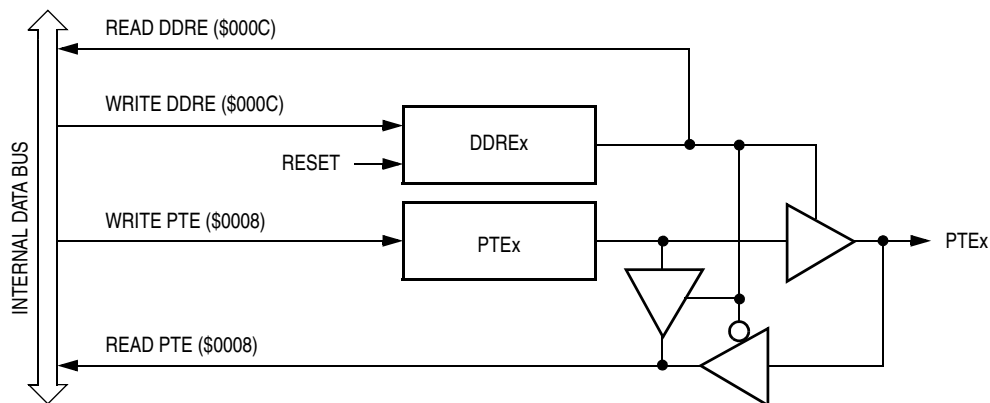 READ DDRE ($000C)
WRITE DDRE ($000C)
DDREx
RESET
WRITE PTE ($0008)
PTEx
PTEx
READ PTE ($0008)
INTERNAL DATA BUS